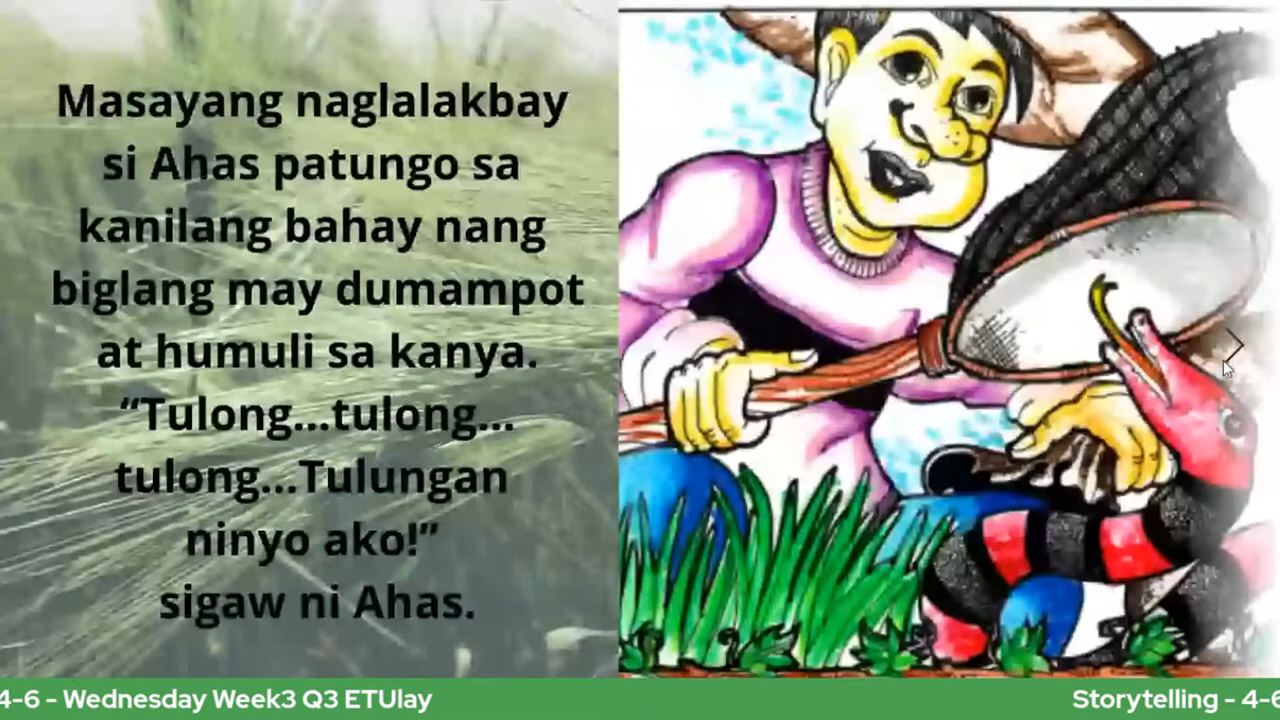 Masayang naglalakbay
si Ahas patungo sa
kanilang bahay nang
biglang may dumampot
at humuli sa kanya.
“Tulong...tulong...
tulong...Tulungan
ninyo ako!”
sigaw ni Ahas.
4-6 - Wednesday Week3 Q3 ETUlay
Storytelling - 4-6